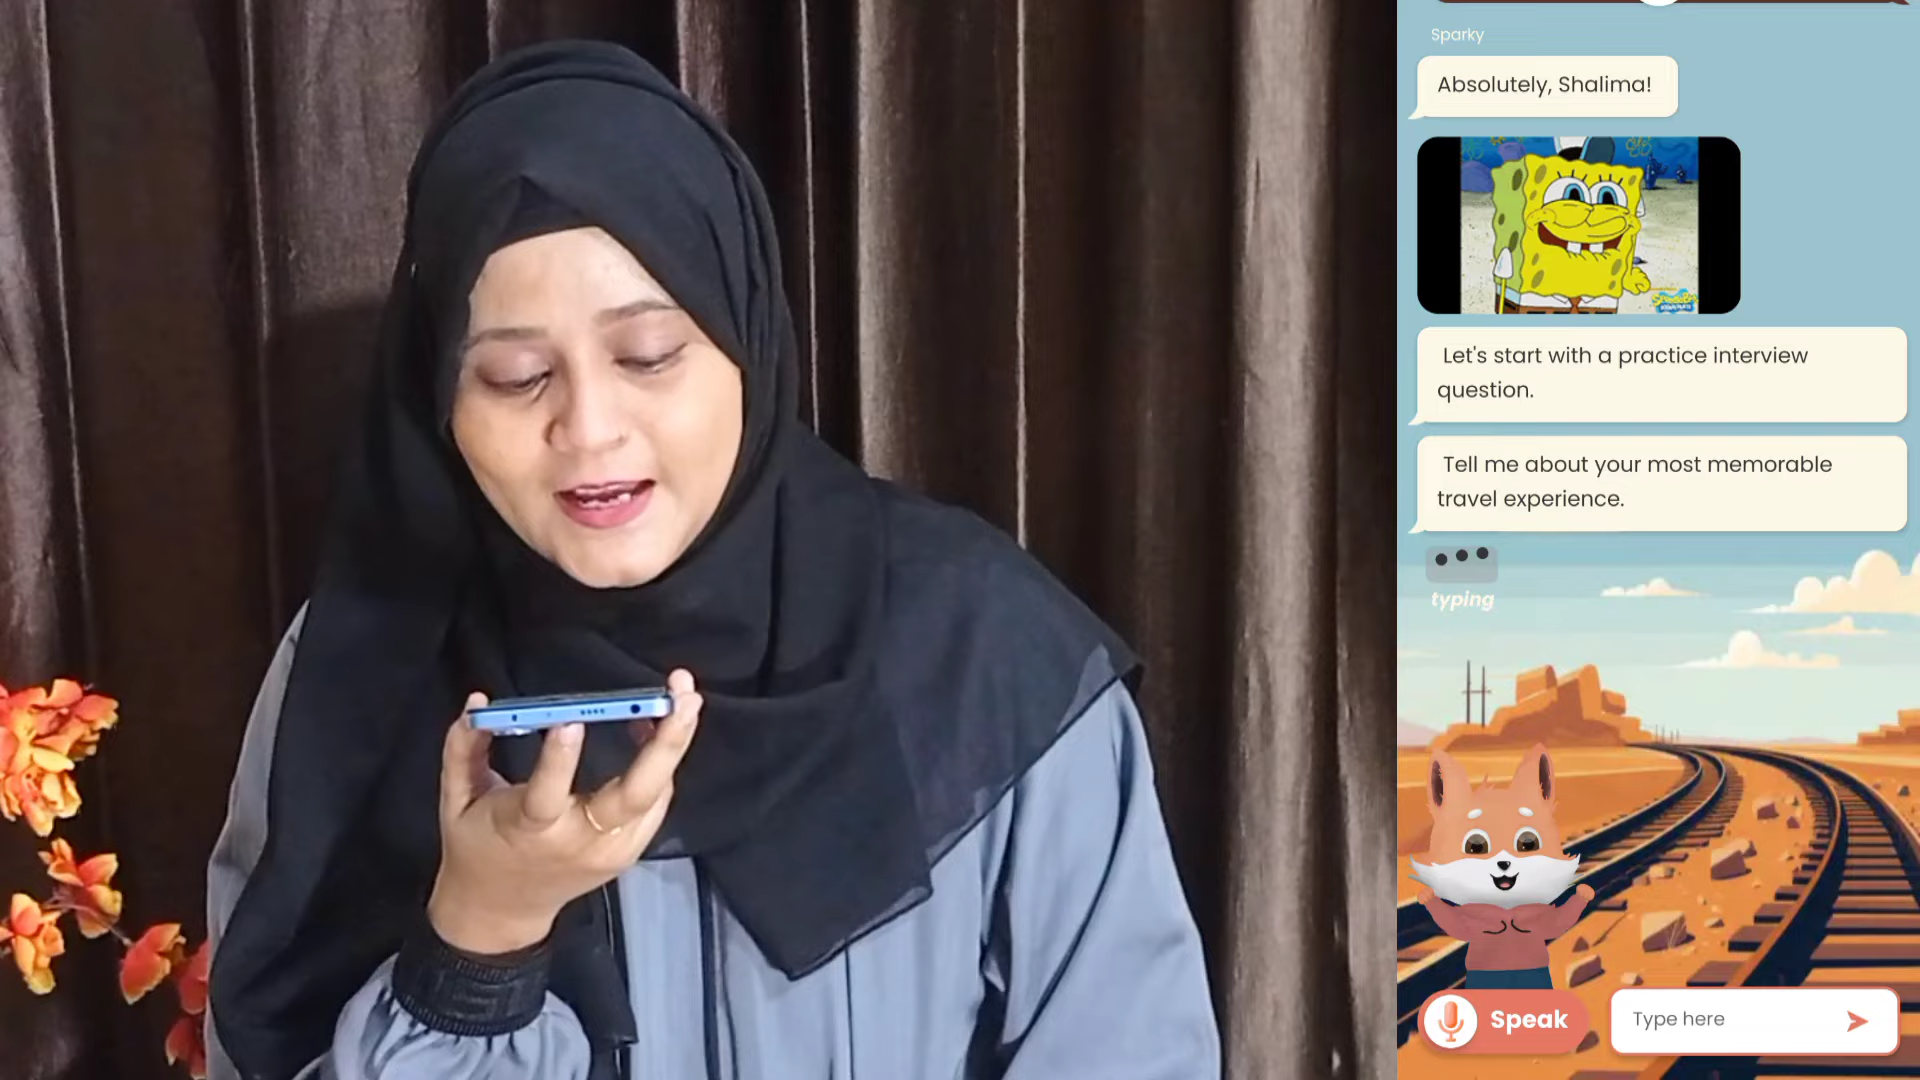 Sparky
Absolutely, Shalima!
Let's start with a practice interview
question.
Tell me about your most memorable
travel experience.
typing
Speak
Type here